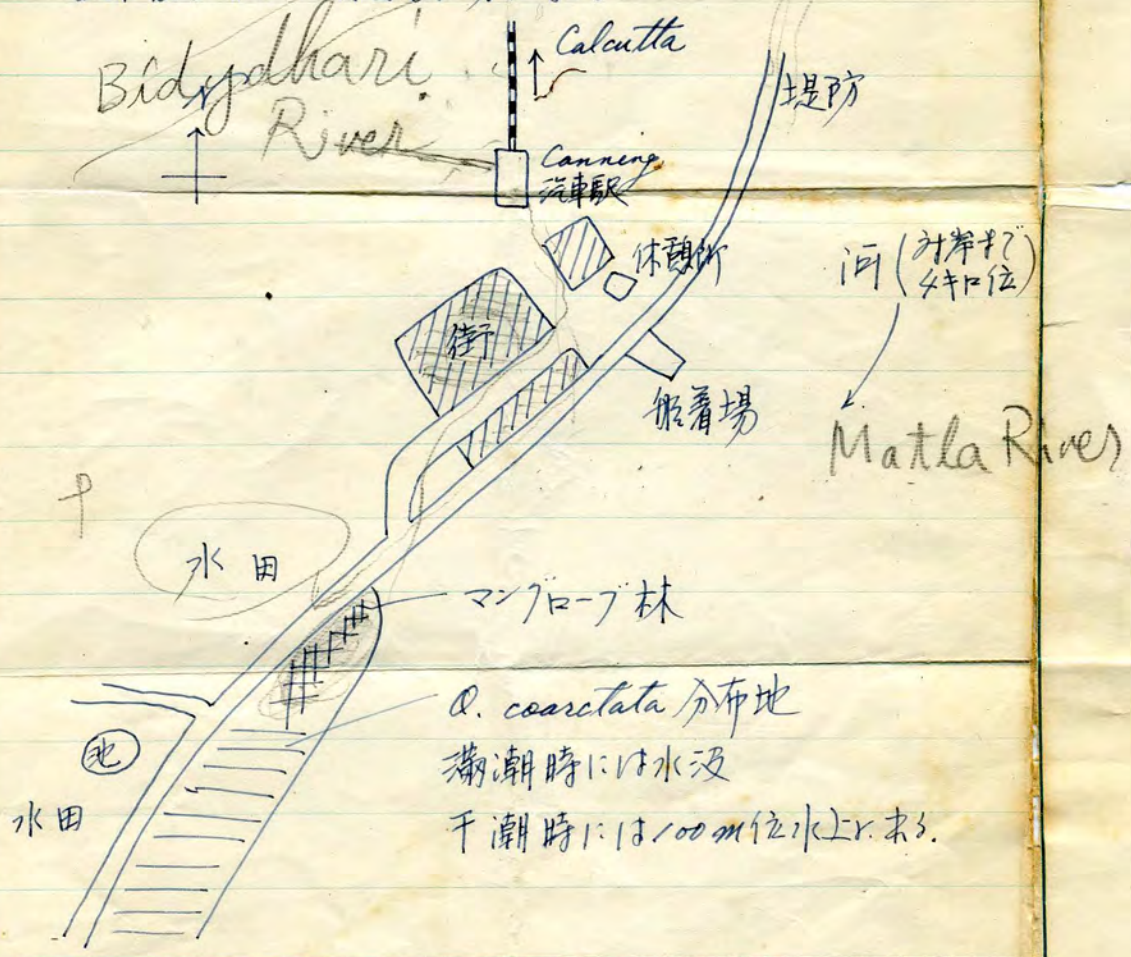 Calcutta
Bidyadhari
River
N
堤防
Canning
汽車駅
休憩所
河(対岸まで
4キロ位)
街
船着場
Matla River
水田
マングローブ林
O. coarctata 分布地
満潮時には水没
干潮時には100m位水上に出る.
池
水田